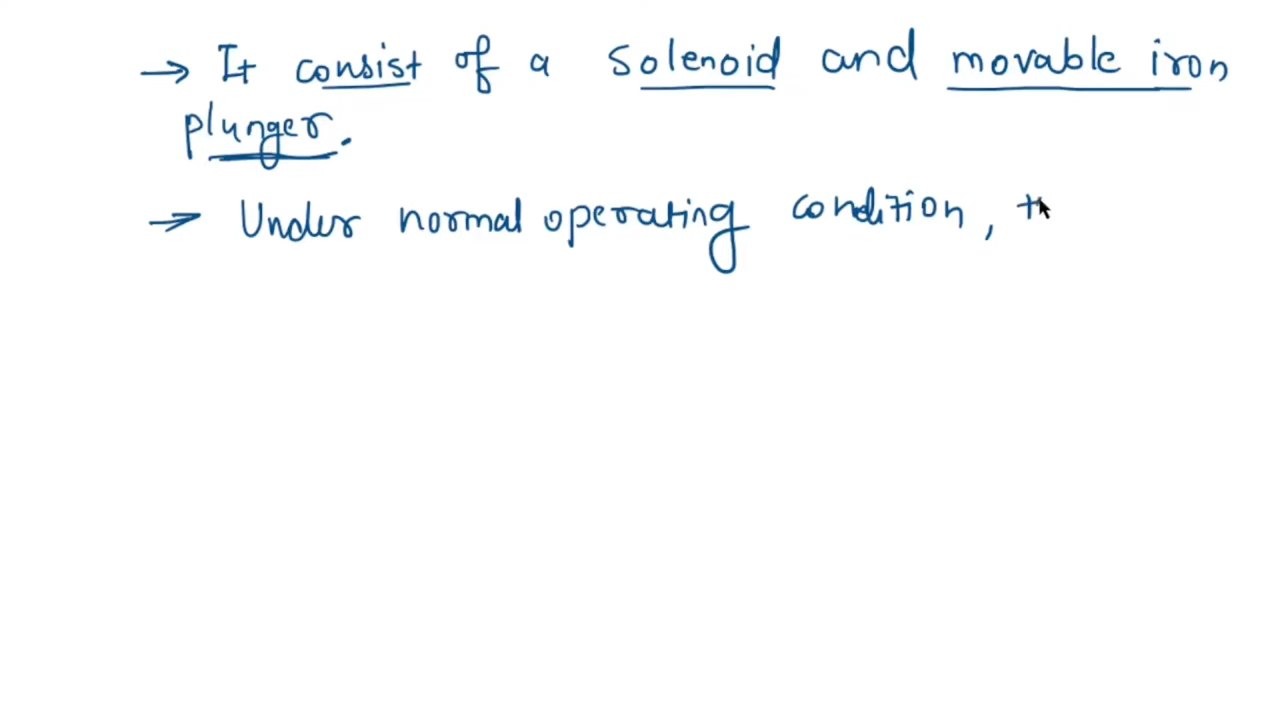 → It consist of a solenoid and movable iron
plunger.
→ Under normal operating condition,